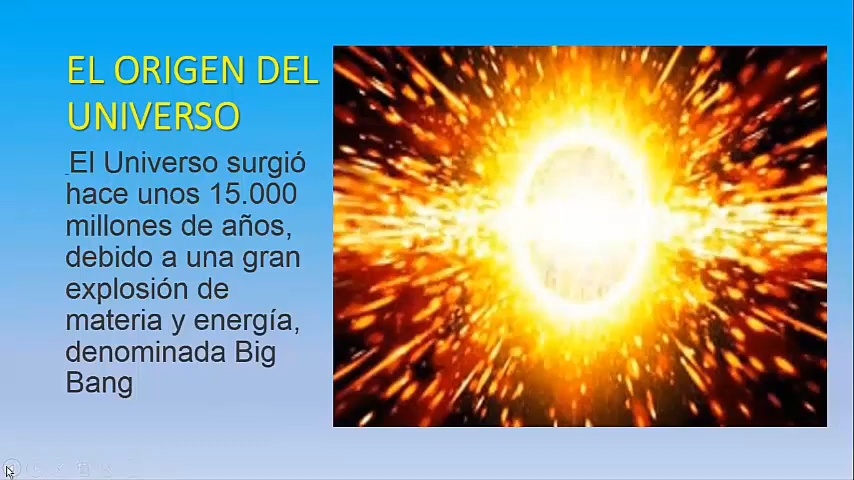 EL ORIGEN DEL
UNIVERSO
El Universo surgió
hace unos 15.000
millones de años,
debido a una gran
explosión de
materia y energía,
denominada Big
Bang